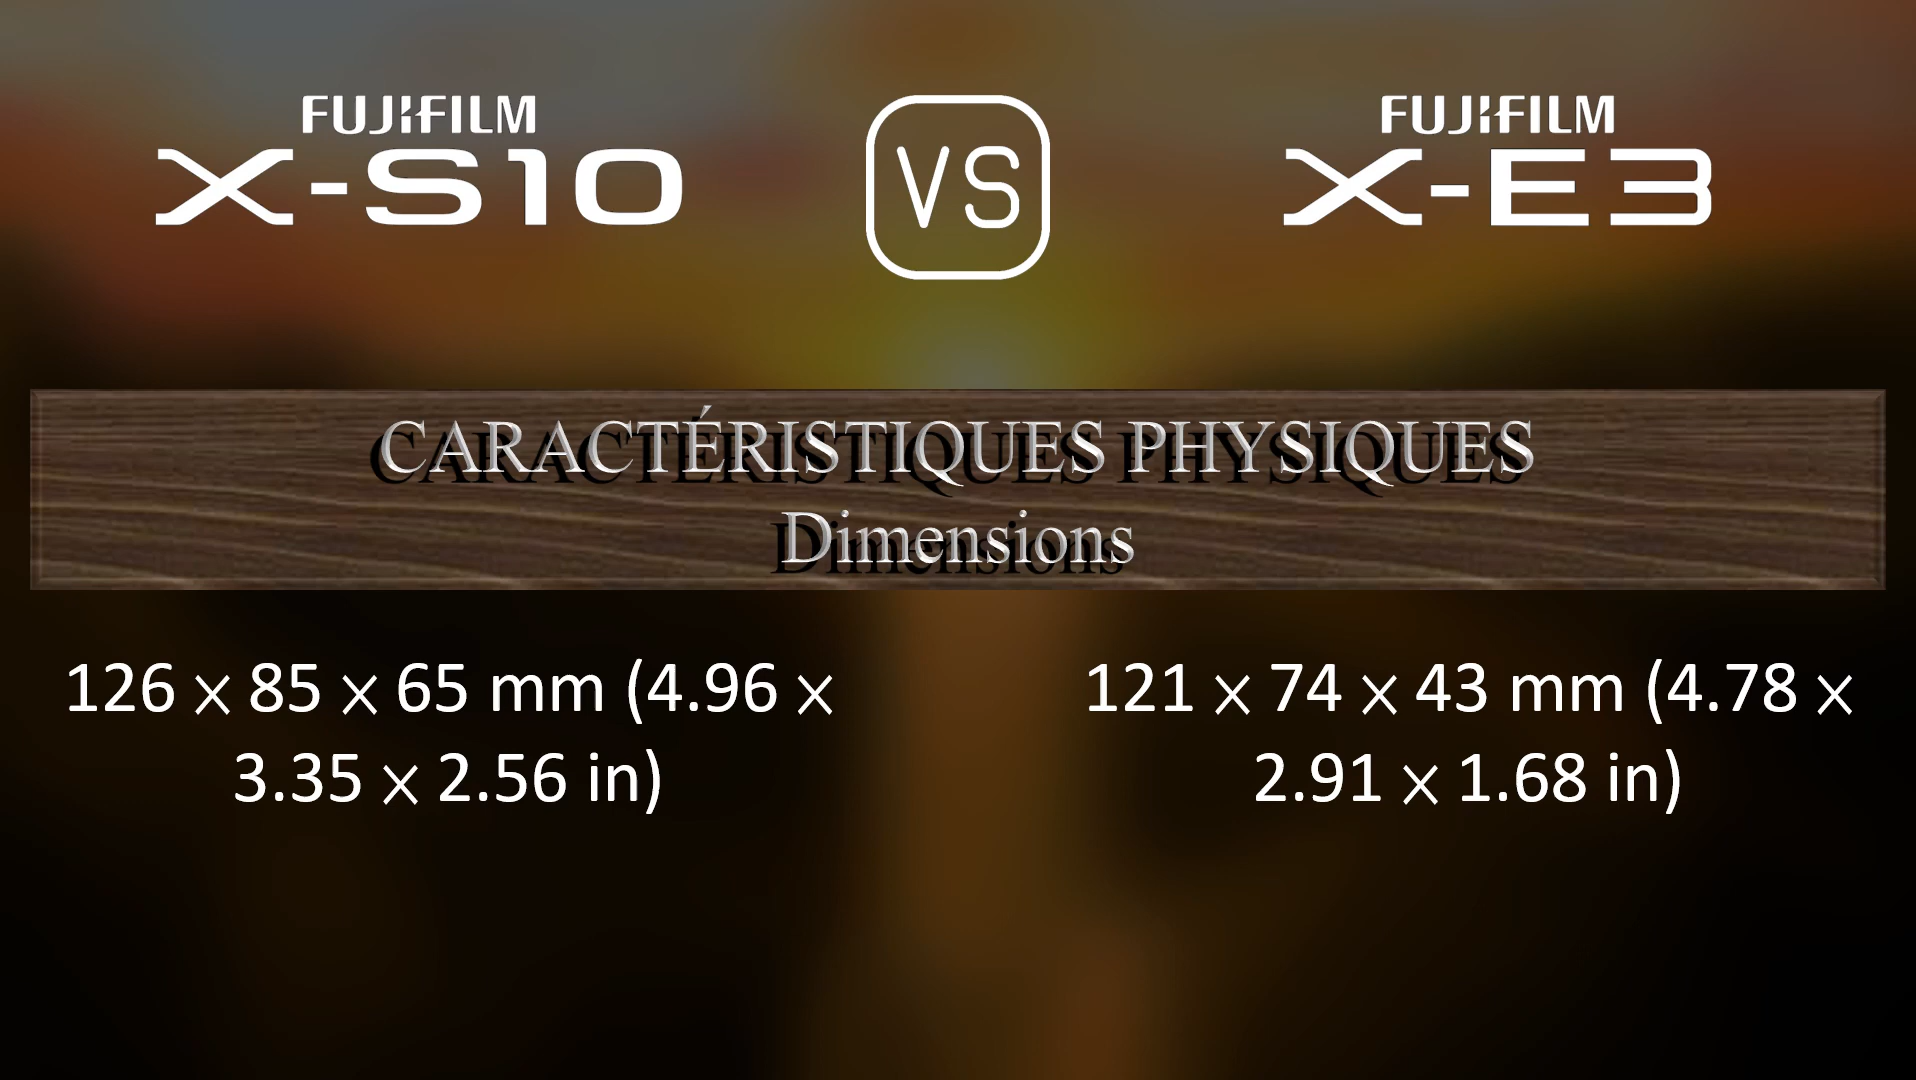 FUJIFILM
X-S10
VS
FUJIFILM
X-E3
CARACTÉRISTIQUES PHYSIQUES
Dimensions
126 x 85 x 65 mm (4.96 x
3.35 x 2.56 in)
121 x 74 x 43 mm (4.78 x
2.91 x 1.68 in)